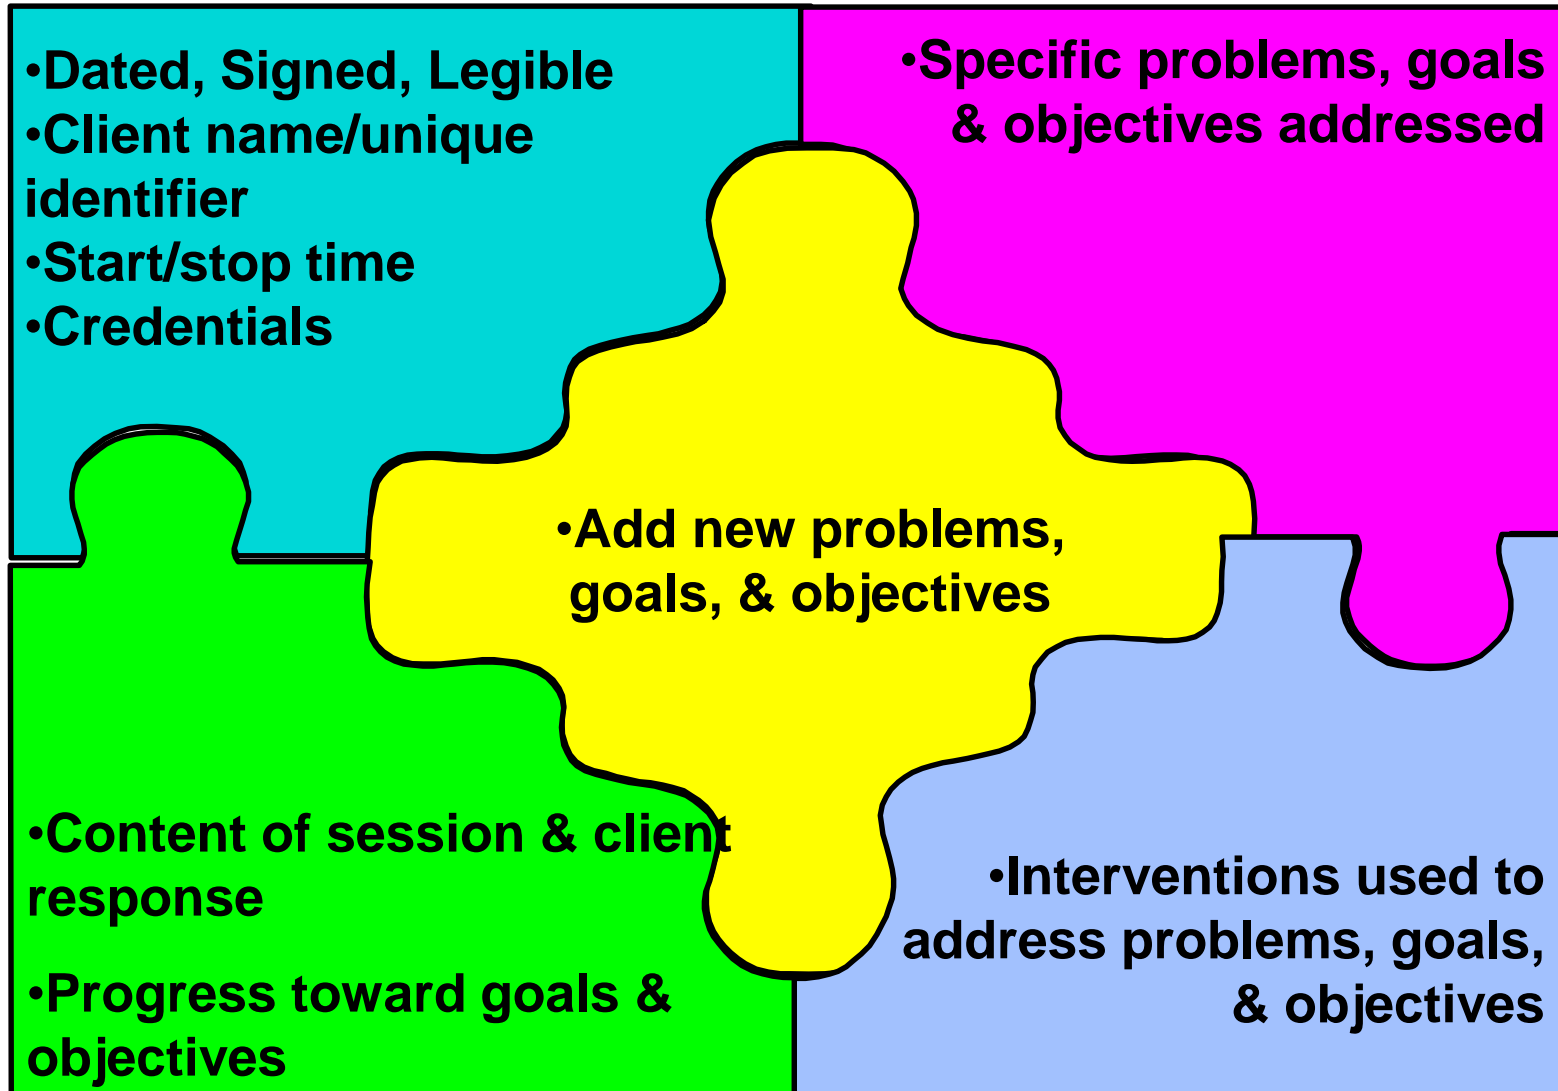 •Dated, Signed, Legible
•Client name/unique
identifier
•Start/stop time
•Credentials
•Specific problems, goals
& objectives addressed
•Add new problems,
goals, & objectives
•Content of session & client
response
•Progress toward goals &
objectives
•Interventions used to
address problems, goals,
& objectives